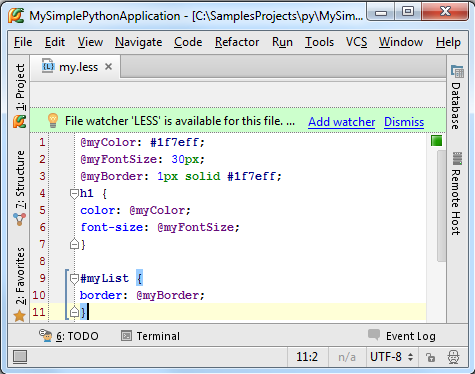 MySimplePythonApplication - [C:\SamplesProjects\py\MySim
File Edit View Navigate Code Refactor Run Tools VCS Window Help
1: Project
7: Structure
2: Favorites
my.less
File watcher 'LESS' is available for this file. ... Add watcher Dismiss
1 @myColor: #1f7eff;
2 @myFontSize: 30px;
3 @myBorder: 1px solid #1f7eff;
4 h1 {
5 color: @myColor;
6 font-size: @myFontSize;
7 }
8
9 #myList {
10 border: @myBorder;
11 }
Database
Remote Host
6: TODO Terminal Event Log
11:2 n/a UTF-8